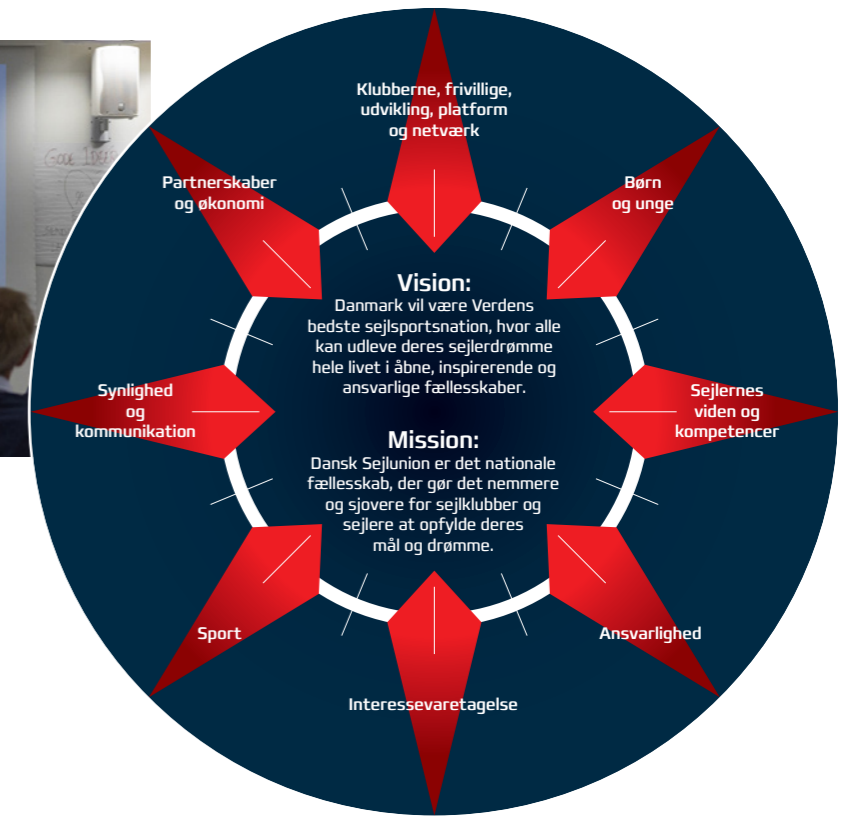 GODE IDEER
Klubberne, frivillige,
udvikling, platform
og netværk
Partnerskaber
og økonomi
Børn
og unge
Vision:
Danmark vil være Verdens
bedste sejlsportsnation, hvor alle
kan udleve deres sejlerdrømme
hele livet i åbne, inspirerende og
ansvarlige fællesskaber.
Synlighed
og
kommunikation
Sejlernes
viden og
kompetencer
Mission:
Dansk Sejlunion er det nationale
fællesskab, der gør det nemmere
og sjovere for sejlklubber og
sejlere at opfylde deres
mål og drømme.
Sport
Ansvarlighed
Interessevaretagelse